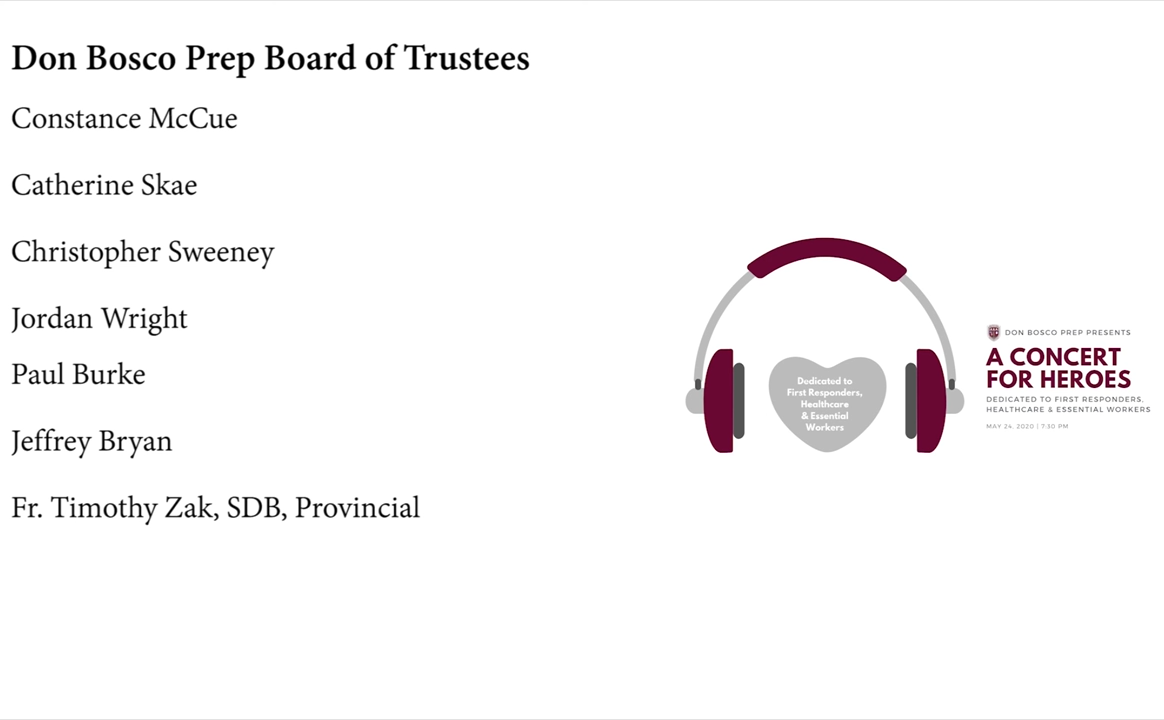 Don Bosco Prep Board of Trustees
Constance McCue
Catherine Skae
Christopher Sweeney
Jordan Wright
Paul Burke
Jeffrey Bryan
Fr. Timothy Zak, SDB, Provincial
Dedicated to
First Responders,
Healthcare
& Essential
Workers
DON BOSCO PREP PRESENTS
A CONCERT
FOR HEROES
DEDICATED TO FIRST RESPONDERS,
HEALTHCARE & ESSENTIAL WORKERS
MAY 24, 2020 | 7:30 PM